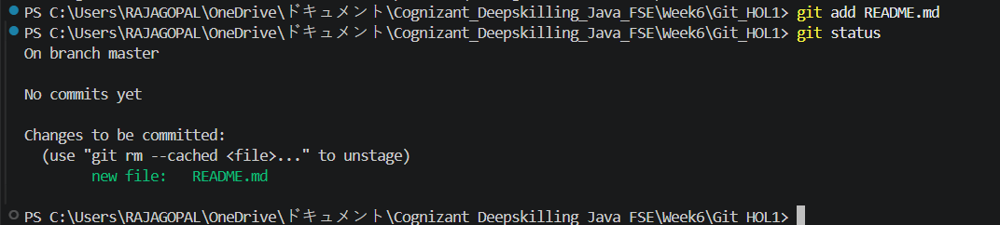 PS C:\Users\RAJAGOPAL\OneDrive\ドキュメント\Cognizant_Deepskilling_Java_FSE\Week6\Git_HOL1> git add README.md
PS C:\Users\RAJAGOPAL\OneDrive\ドキュメント\Cognizant_Deepskilling_Java_FSE\Week6\Git_HOL1> git status
On branch master

No commits yet

Changes to be committed:
  (use "git rm --cached <file>..." to unstage)
        new file:   README.md

PS C:\Users\RAJAGOPAL\OneDrive\ドキュメント\Cognizant_Deepskilling_Java_FSE\Week6\Git_HOL1>